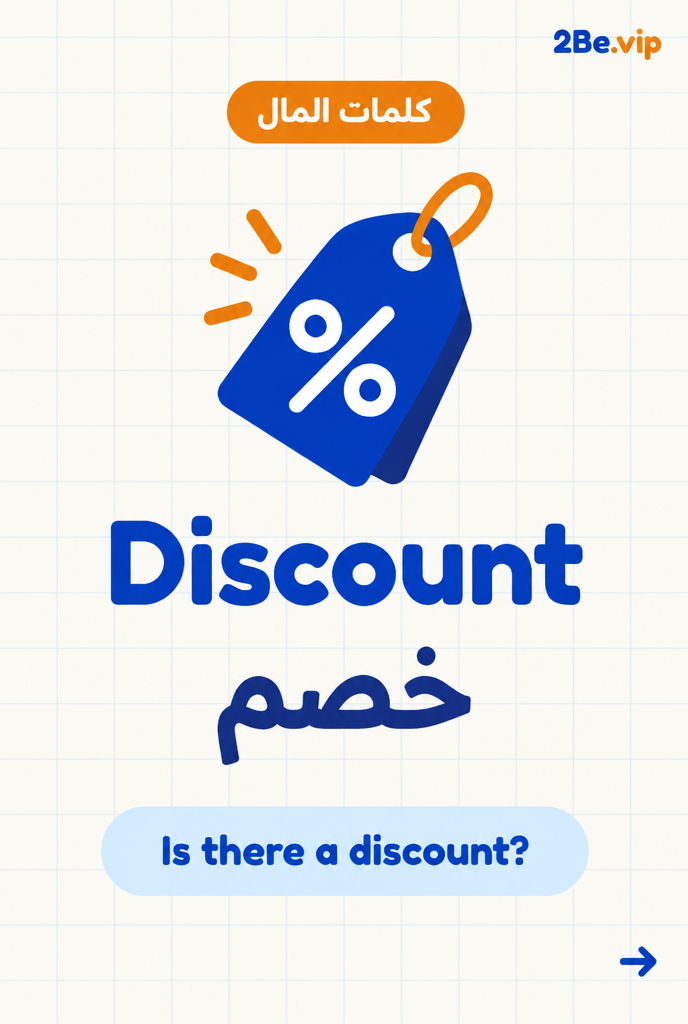 2Be.vip
كلمات المال
%
Discount
خصم
Is there a discount?
→